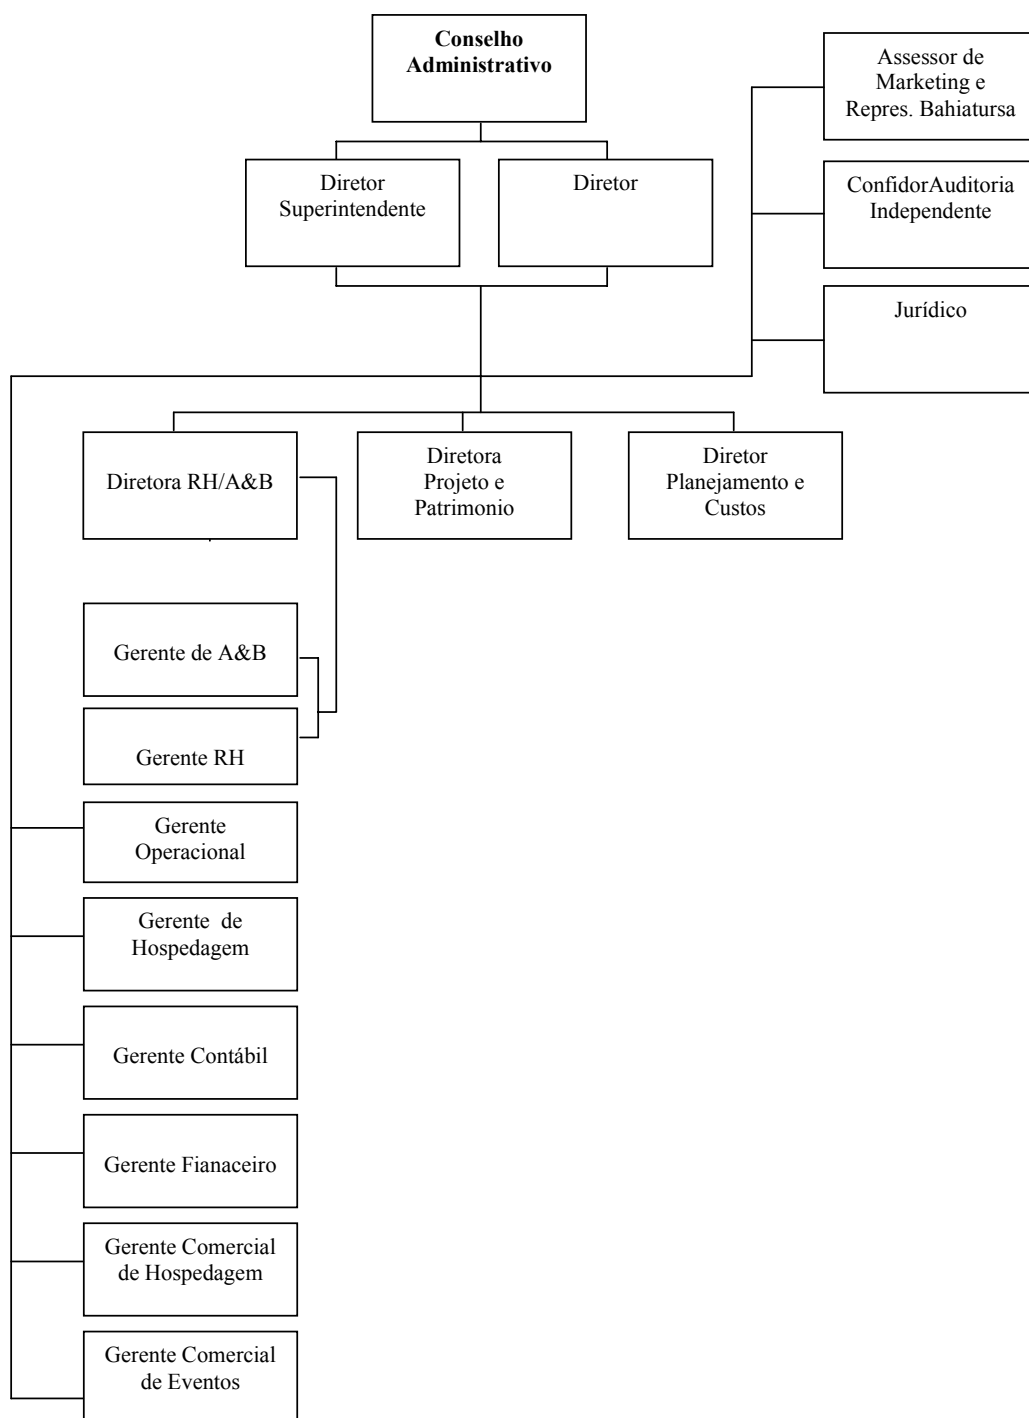 Conselho
Administrativo
Assessor de
Marketing e
Repres. Bahiatursa
Diretor
Superintendente
Diretor
ConfidorAuditoria
Independente
Jurídico
Diretora RH/A&B
Diretora
Projeto e
Patrimonio
Diretor
Planejamento e
Custos
Gerente de A&B
Gerente RH
Gerente
Operacional
Gerente de
Hospedagem
Gerente Contábil
Gerente Fianaceiro
Gerente Comercial
de Hospedagem
Gerente Comercial
de Eventos